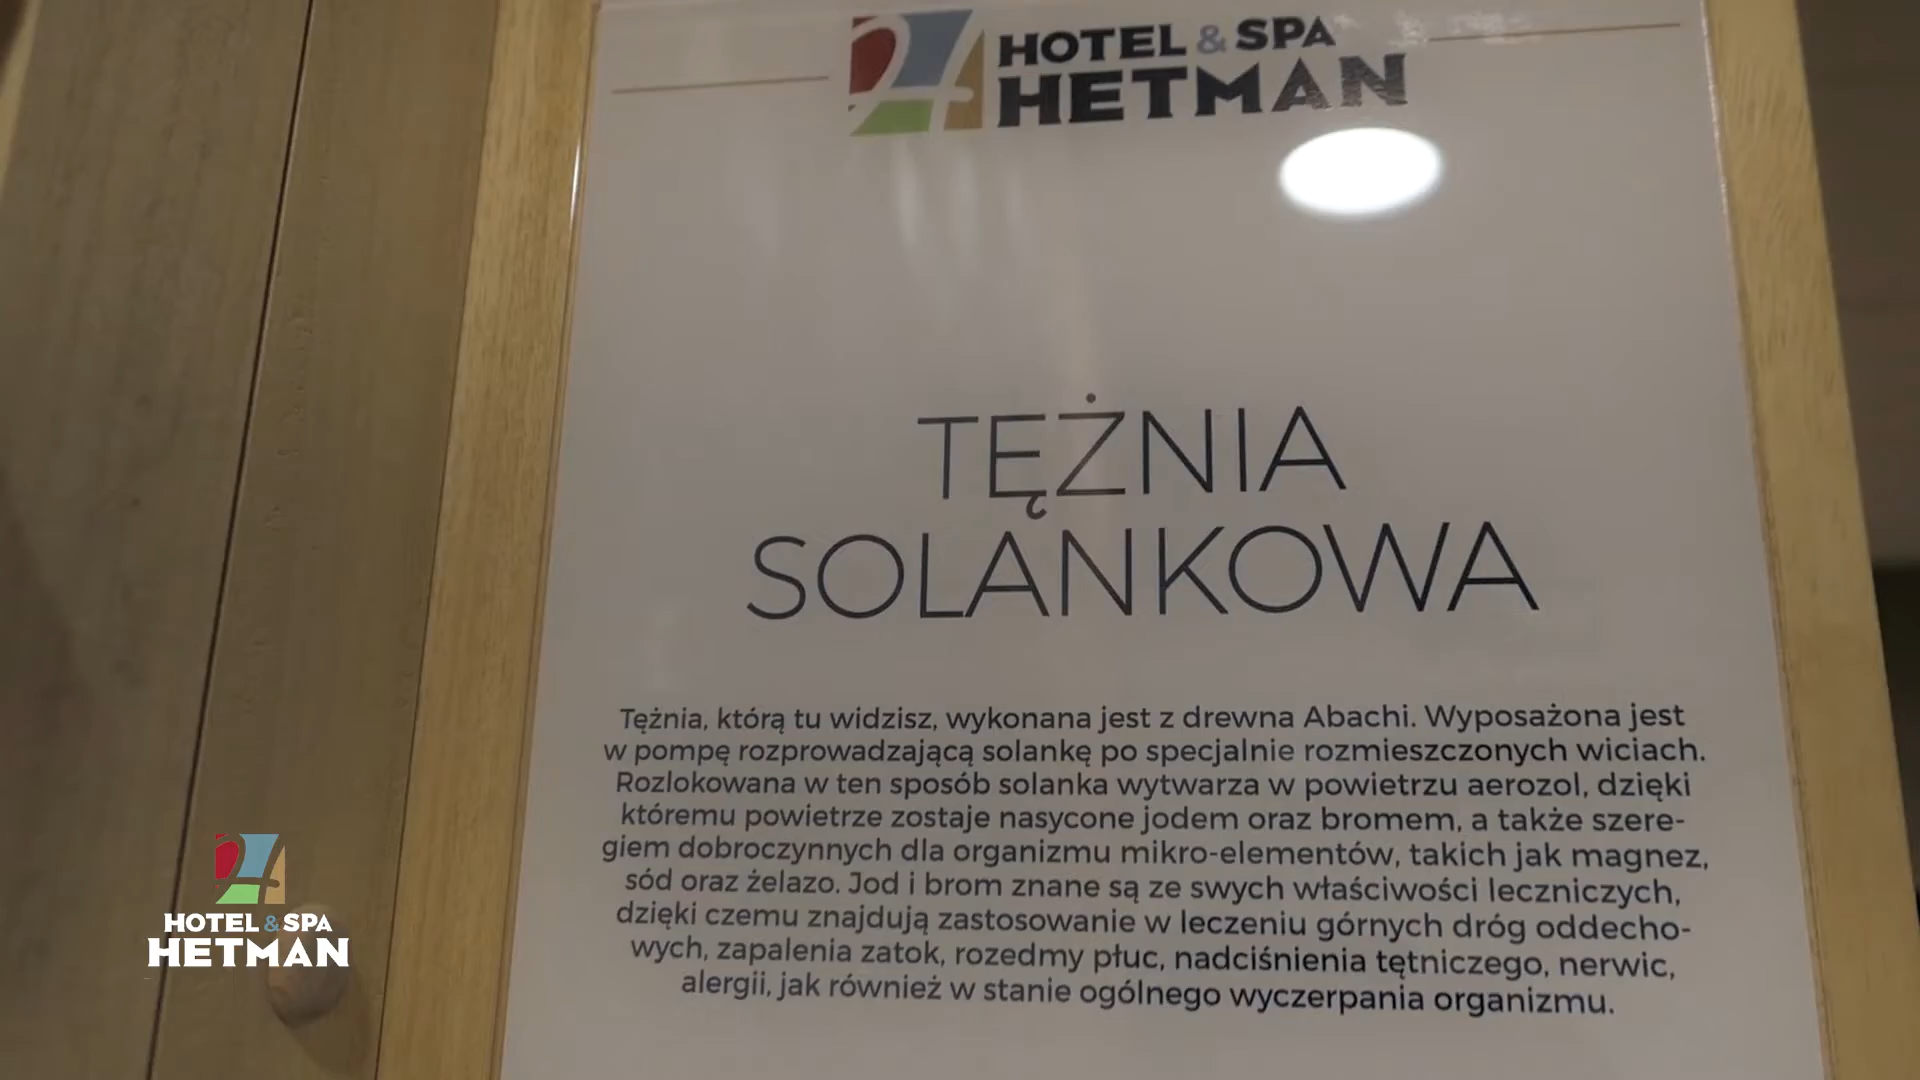 HOTEL & SPA
HETMAN
TĘŻNIA
SOLANKOWA
Tężnia, którą tu widzisz, wykonana jest z drewna Abachi. Wyposażona jest
w pompę rozprowadzającą solankę po specjalnie rozmieszczonych wiciach.
Rozlokowana w ten sposób solanka wytwarza w powietrzu aerozol, dzięki
któremu powietrze zostaje nasycone jodem oraz bromem, a także szere-
giem dobroczynnych dla organizmu mikro-elementów, takich jak magnez,
sód oraz żelazo. Jod i brom znane są ze swych właściwości leczniczych,
dzięki czemu znajdują zastosowanie w leczeniu górnych dróg oddecho-
wych, zapalenia zatok, rozedmy płuc, nadciśnienia tętniczego, nerwic,
alergii, jak również w stanie ogólnego wyczerpania organizmu.
HOTEL & SPA
HETMAN